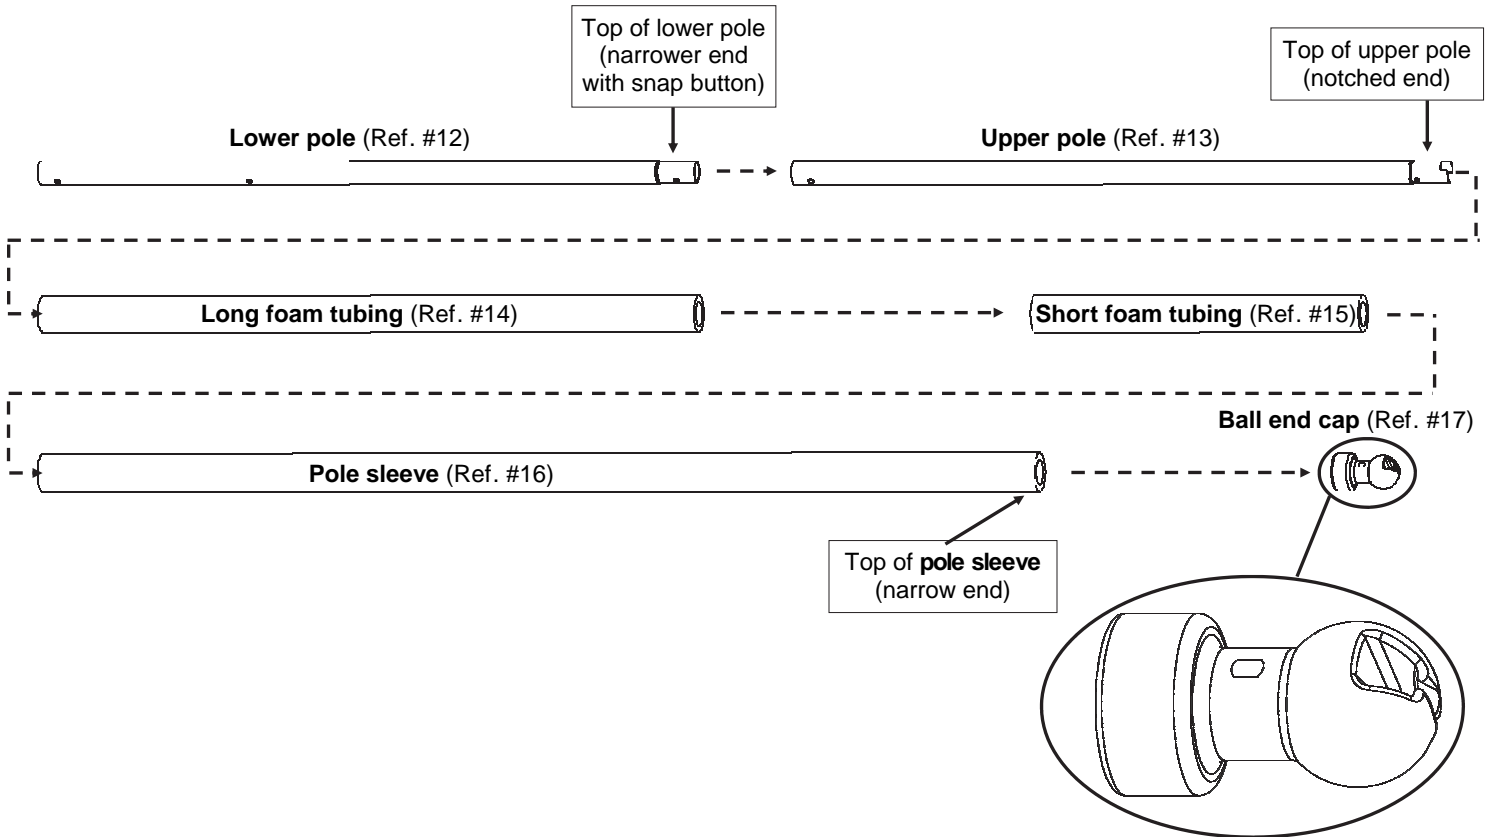 Top of lower pole
(narrower end
with snap button)
Top of upper pole
(notched end)
Lower pole (Ref. #12)
Upper pole (Ref. #13)
Long foam tubing (Ref. #14)
Short foam tubing (Ref. #15)
Ball end cap (Ref. #17)
Pole sleeve (Ref. #16)
Top of pole sleeve
(narrow end)